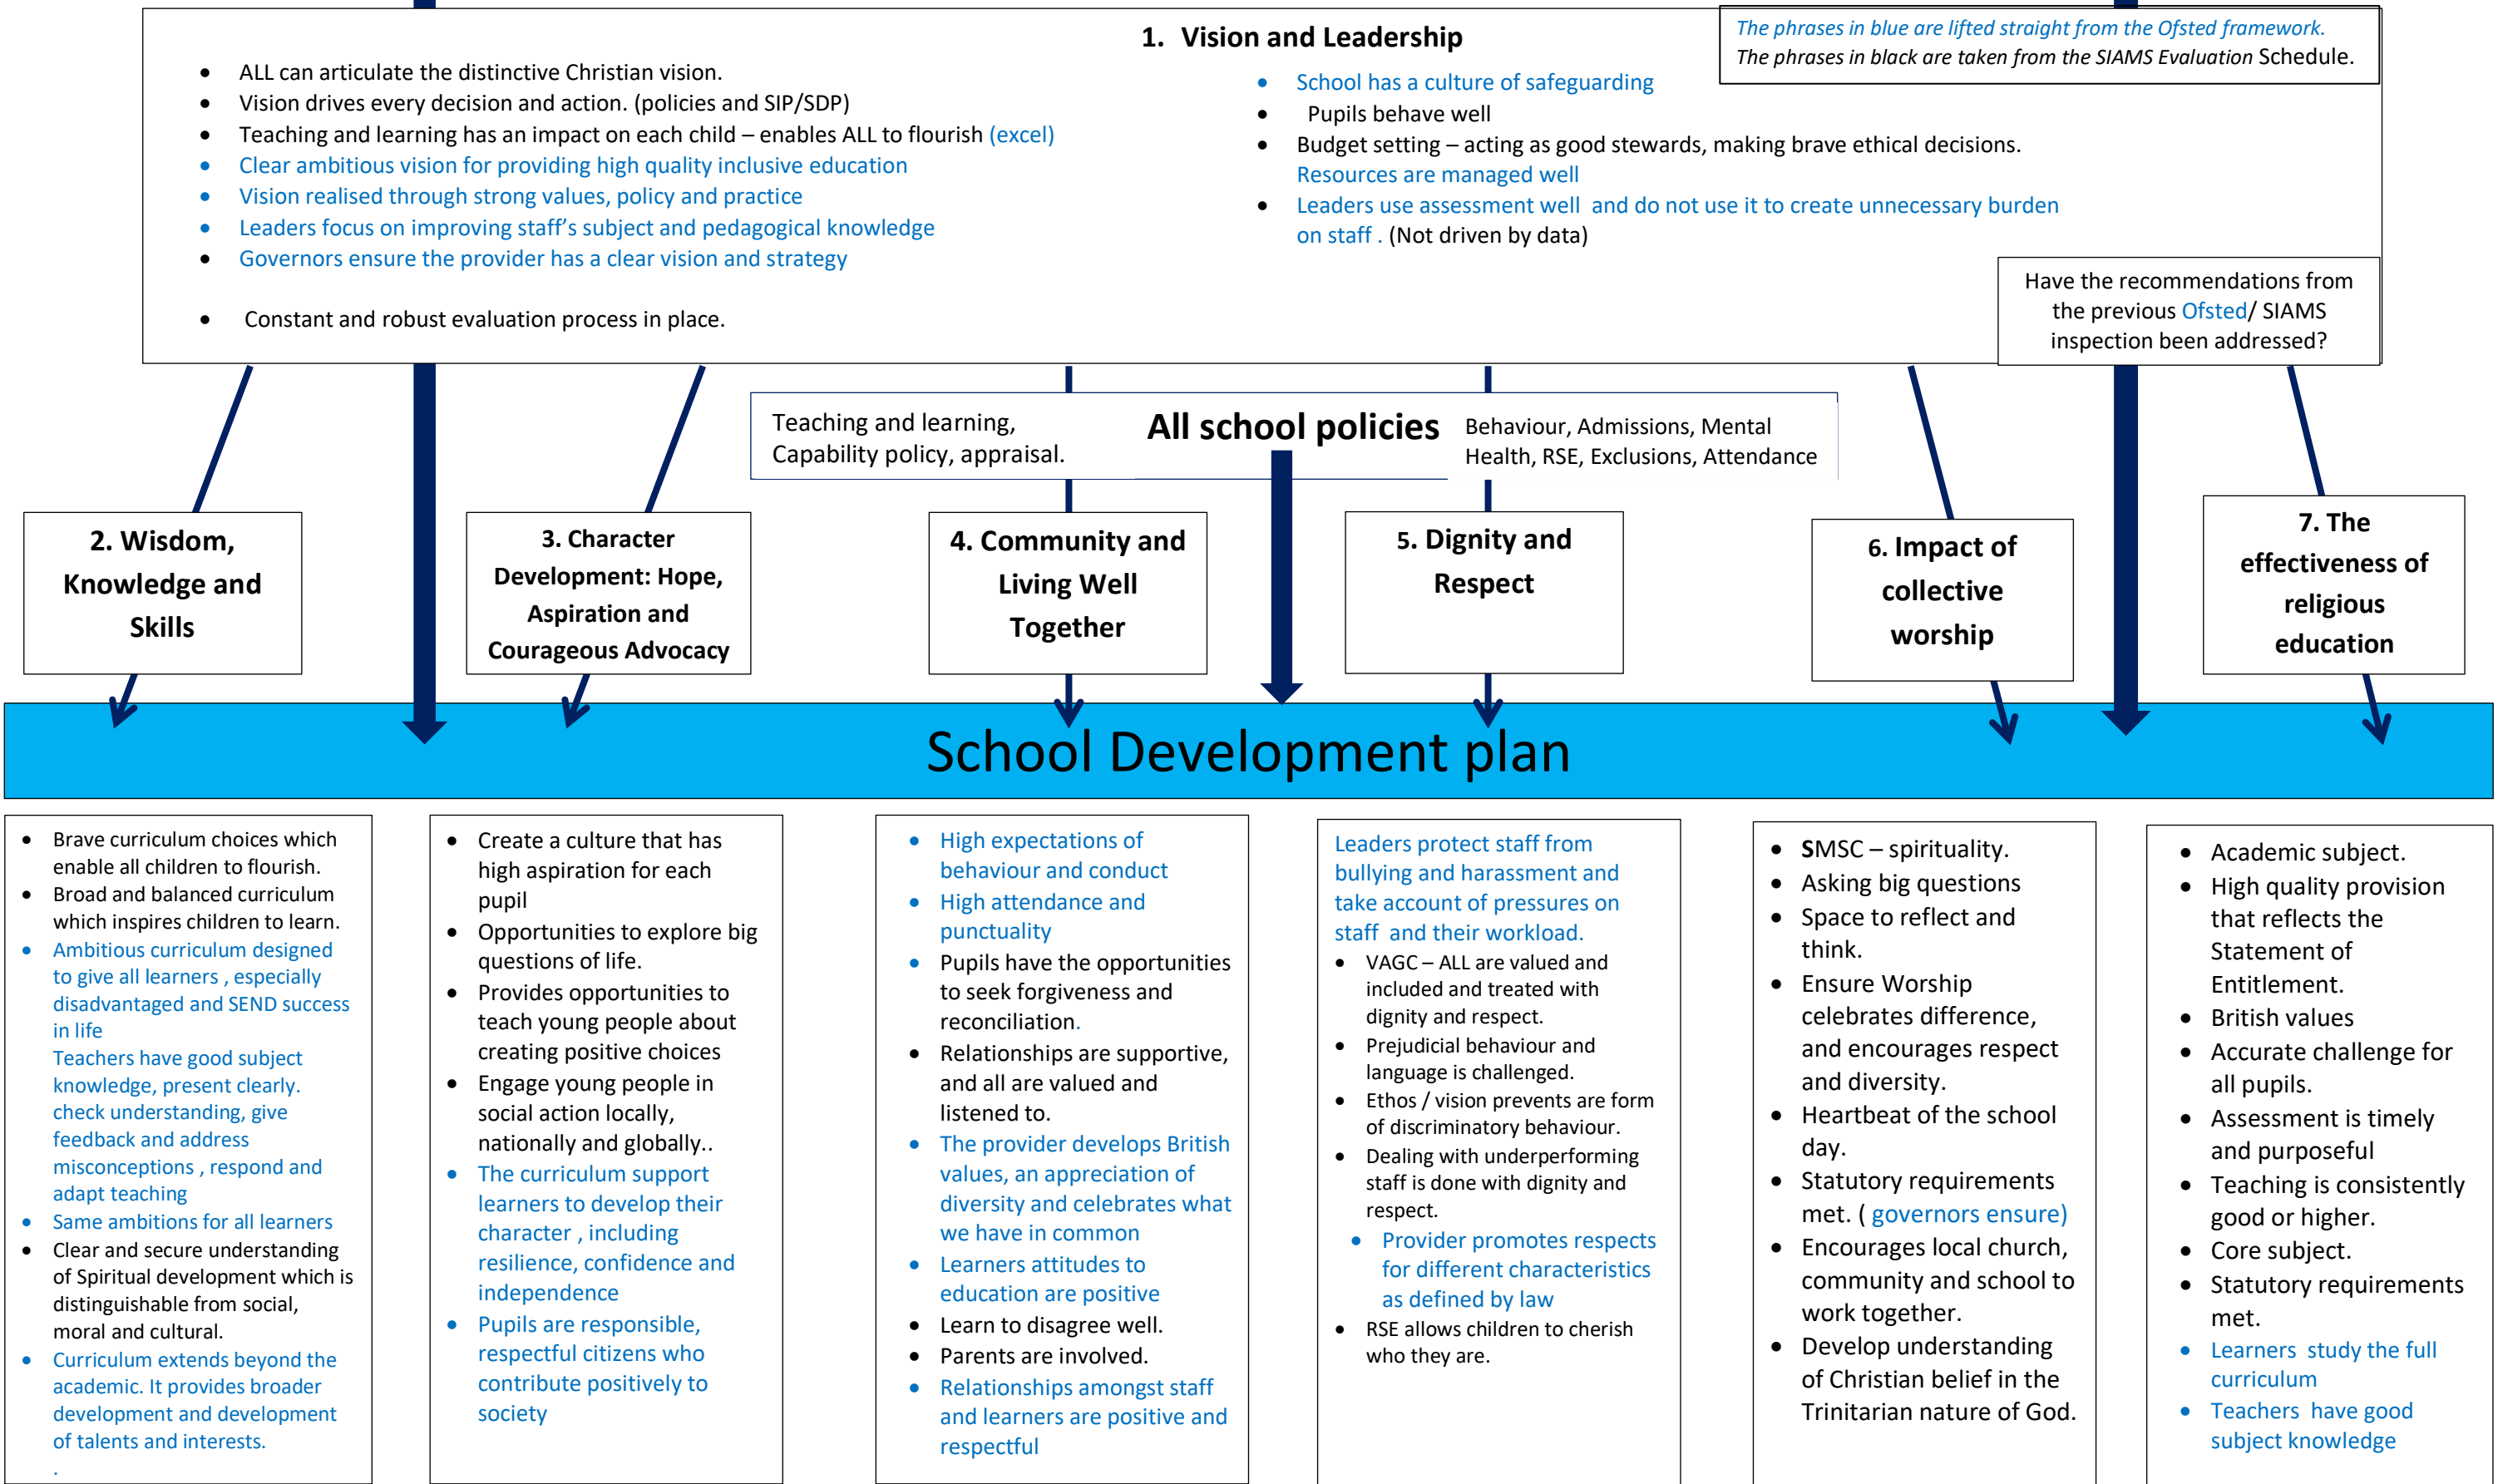 1. Vision and Leadership
The phrases in blue are lifted straight from the Ofsted framework.
The phrases in black are taken from the SIAMS Evaluation Schedule.
• ALL can articulate the distinctive Christian vision.
• Vision drives every decision and action. (policies and SIP/SDP)
• Teaching and learning has an impact on each child – enables ALL to flourish (excel)
• Clear ambitious vision for providing high quality inclusive education
• Vision realised through strong values, policy and practice
• Leaders focus on improving staff's subject and pedagogical knowledge
• Governors ensure the provider has a clear vision and strategy
• Constant and robust evaluation process in place.
• School has a culture of safeguarding
• Pupils behave well
• Budget setting – acting as good stewards, making brave ethical decisions.
Resources are managed well
• Leaders use assessment well and do not use it to create unnecessary burden
on staff . (Not driven by data)
Have the recommendations from
the previous Ofsted/ SIAMS
inspection been addressed?
Teaching and learning,
Capability policy, appraisal.
All school policies
Behaviour, Admissions, Mental
Health, RSE, Exclusions, Attendance
2. Wisdom,
Knowledge and
Skills
3. Character
Development: Hope,
Aspiration and
Courageous Advocacy
4. Community and
Living Well
Together
5. Dignity and
Respect
6. Impact of
collective
worship
7. The
effectiveness of
religious
education
School Development plan
• Brave curriculum choices which
enable all children to flourish.
• Broad and balanced curriculum
which inspires children to learn.
• Ambitious curriculum designed
to give all learners , especially
disadvantaged and SEND success
in life
Teachers have good subject
knowledge, present clearly.
check understanding, give
feedback and address
misconceptions , respond and
adapt teaching
• Same ambitions for all learners
• Clear and secure understanding
of Spiritual development which is
distinguishable from social,
moral and cultural.
• Curriculum extends beyond the
academic. It provides broader
development and development
of talents and interests.
.
• Create a culture that has
high aspiration for each
pupil
• Opportunities to explore big
questions of life.
• Provides opportunities to
teach young people about
creating positive choices
• Engage young people in
social action locally,
nationally and globally..
• The curriculum support
learners to develop their
character , including
resilience, confidence and
independence
• Pupils are responsible,
respectful citizens who
contribute positively to
society
• High expectations of
behaviour and conduct
• High attendance and
punctuality
• Pupils have the opportunities
to seek forgiveness and
reconciliation.
• Relationships are supportive,
and all are valued and
listened to.
• The provider develops British
values, an appreciation of
diversity and celebrates what
we have in common
• Learners attitudes to
education are positive
• Learn to disagree well.
• Parents are involved.
• Relationships amongst staff
and learners are positive and
respectful
Leaders protect staff from
bullying and harassment and
take account of pressures on
staff and their workload.
• VAGC – ALL are valued and
included and treated with
dignity and respect.
• Prejudicial behaviour and
language is challenged.
• Ethos / vision prevents are form
of discriminatory behaviour.
• Dealing with underperforming
staff is done with dignity and
respect.
• Provider promotes respects
for different characteristics
as defined by law
• RSE allows children to cherish
who they are.
• SMSC – spirituality.
• Asking big questions
• Space to reflect and
think.
• Ensure Worship
celebrates difference,
and encourages respect
and diversity.
• Heartbeat of the school
day.
• Statutory requirements
met. ( governors ensure)
• Encourages local church,
community and school to
work together.
• Develop understanding
of Christian belief in the
Trinitarian nature of God.
• Academic subject.
• High quality provision
that reflects the
Statement of
Entitlement.
• British values
• Accurate challenge for
all pupils.
• Assessment is timely
and purposeful
• Teaching is consistently
good or higher.
• Core subject.
• Statutory requirements
met.
• Learners study the full
curriculum
• Teachers have good
subject knowledge